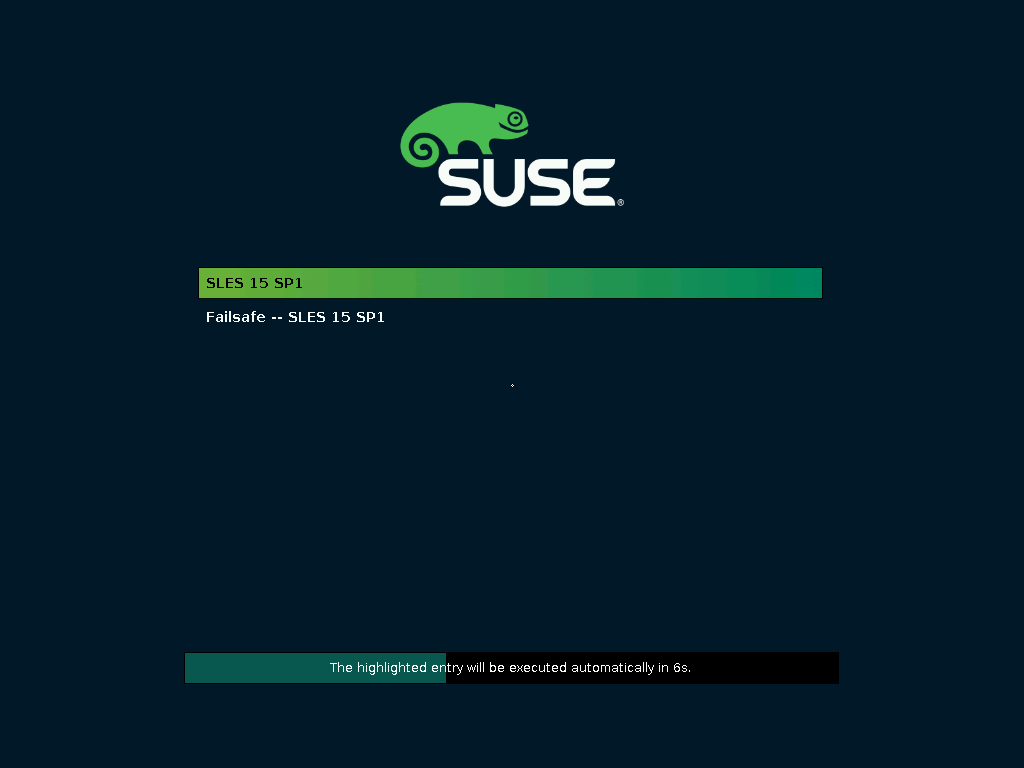 SUSE®
SLES 15 SP1
Failsafe -- SLES 15 SP1
The highlighted entry will be executed automatically in 6s.